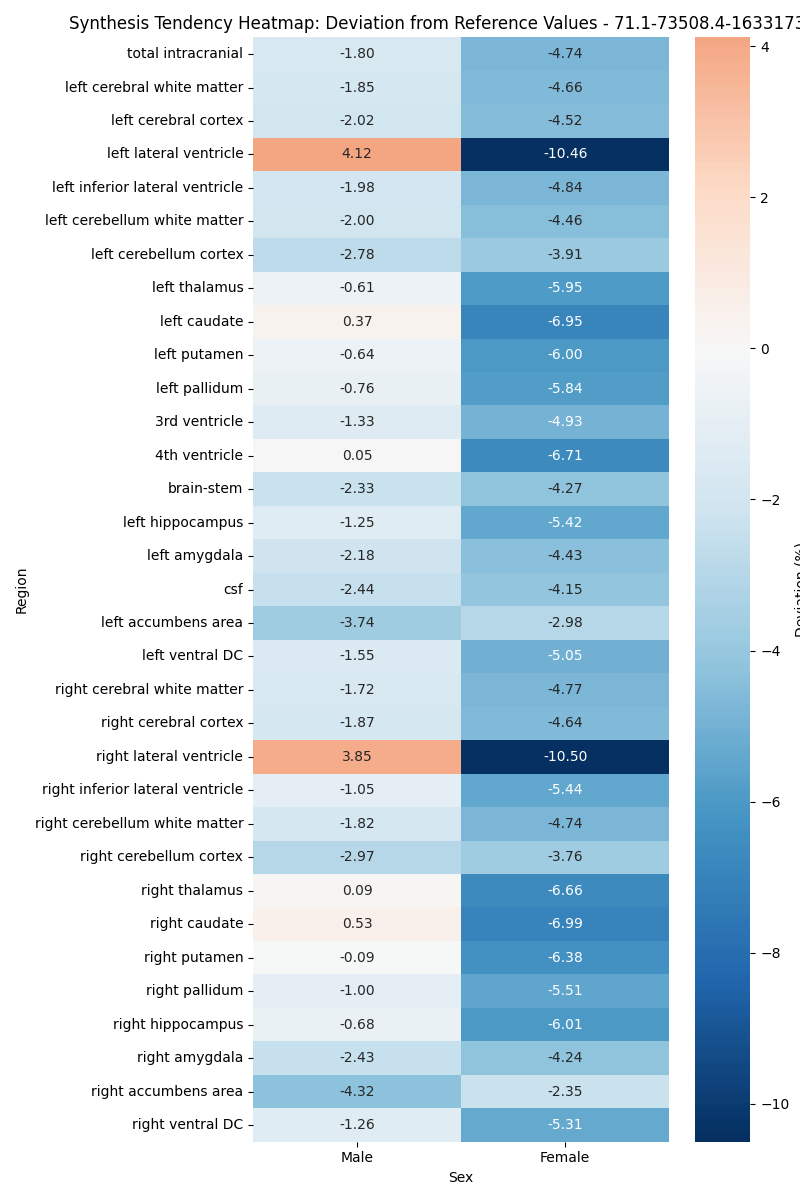 Synthesis Tendency Heatmap: Deviation from Reference Values - 71.1-73508.4-1633173
total intracranial -1.80 -4.74
left cerebral white matter -1.85 -4.66
left cerebral cortex -2.02 -4.52
left lateral ventricle 4.12 -10.46
left inferior lateral ventricle -1.98 -4.84
left cerebellum white matter -2.00 -4.46
left cerebellum cortex -2.78 -3.91
left thalamus -0.61 -5.95
left caudate 0.37 -6.95
left putamen -0.64 -6.00
left pallidum -0.76 -5.84
3rd ventricle -1.33 -4.93
4th ventricle 0.05 -6.71
brain-stem -2.33 -4.27
left hippocampus -1.25 -5.42
left amygdala -2.18 -4.43
csf -2.44 -4.15
left accumbens area -3.74 -2.98
left ventral DC -1.55 -5.05
right cerebral white matter -1.72 -4.77
right cerebral cortex -1.87 -4.64
right lateral ventricle 3.85 -10.50
right inferior lateral ventricle -1.05 -5.44
right cerebellum white matter -1.82 -4.74
right cerebellum cortex -2.97 -3.76
right thalamus 0.09 -6.66
right caudate 0.53 -6.99
right putamen -0.09 -6.38
right pallidum -1.00 -5.51
right hippocampus -0.68 -6.01
right amygdala -2.43 -4.24
right accumbens area -4.32 -2.35
right ventral DC -1.26 -5.31
Male Female
Sex
Region
4
2
0
−2
−4
−6
−8
−10
Deviation (%)